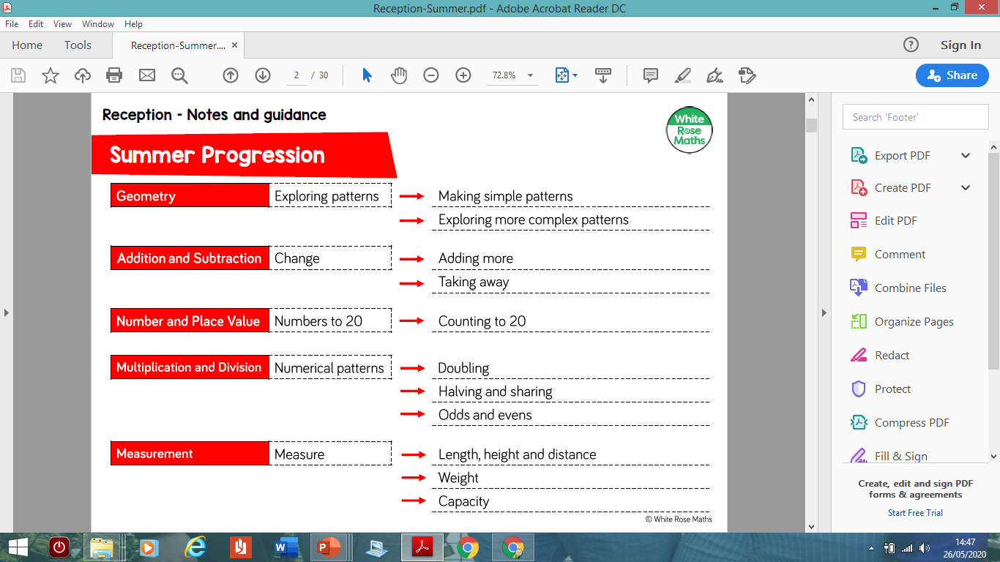 Reception-Summer.pdf - Adobe Acrobat Reader DC
File Edit View Window Help
Home Tools Reception-Summer.... × ? Sign In
2 / 30 72.8% Share
Reception - Notes and guidance
White
Rose
Maths
Summer Progression
Geometry Exploring patterns Making simple patterns
Exploring more complex patterns
Addition and Subtraction Change Adding more
Taking away
Number and Place Value Numbers to 20 Counting to 20
Multiplication and Division Numerical patterns Doubling
Halving and sharing
Odds and evens
Measurement Measure Length, height and distance
Weight
Capacity
© White Rose Maths
Search 'Footer'
Export PDF
Create PDF
Edit PDF
Comment
Combine Files
Organize Pages
Redact
Protect
Compress PDF
Fill & Sign
Create, edit and sign PDF
forms & agreements
Start Free Trial
14:47
26/05/2020